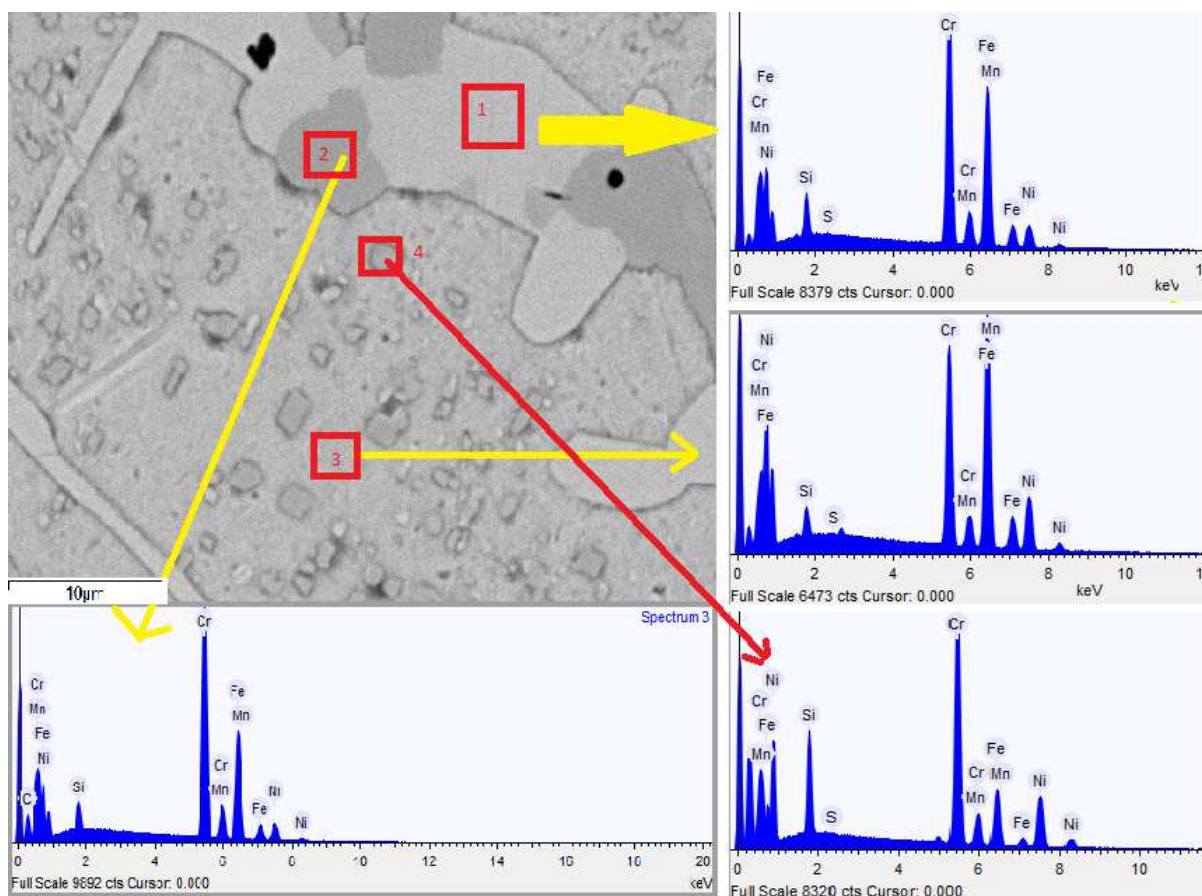 1
2
4
3
10µm
Cr
Fe
Mn
Fe
Cr
Mn
Ni
Si
S
Cr
Mn
Fe
Ni
Ni
0 2 4 6 8 10
keV
Full Scale 8379 cts Cursor: 0.000
Mn
Cr
Fe
Ni
Cr
Mn
Fe
Si
S
Cr
Mn
Fe
Ni
Ni
0 2 4 6 8 10
Full Scale 6473 cts Cursor: 0.000
keV
Spectrum 3
Cr
Cr
Mn
Fe
Ni
C
Si
Fe
Mn
Cr
Mn
Fe
Ni
Ni
0 2 4 6 8 10 12 14 16 18 20
Full Scale 9892 cts Cursor: 0.000
keV
Cr
Ni
Cr
Fe
Mn
Si
S
Fe
Cr
Mn
Mn
Fe
Ni
Ni
0 2 4 6 8 10
Full Scale 8320 cts Cursor: 0.000